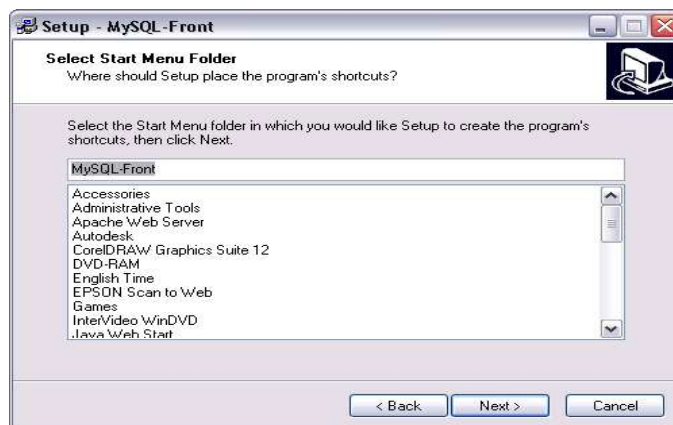 Setup - MySQL-Front
Select Start Menu Folder
Where should Setup place the program's shortcuts?
Select the Start Menu folder in which you would like Setup to create the program's
shortcuts, then click Next.
MySQL-Front
Accessories
Administrative Tools
Apache Web Server
Autodesk
CorelDRAW Graphics Suite 12
DVD-RAM
English Time
EPSON Scan to Web
Games
InterVideo WinDVD
Java Web Start
< Back
Next >
Cancel